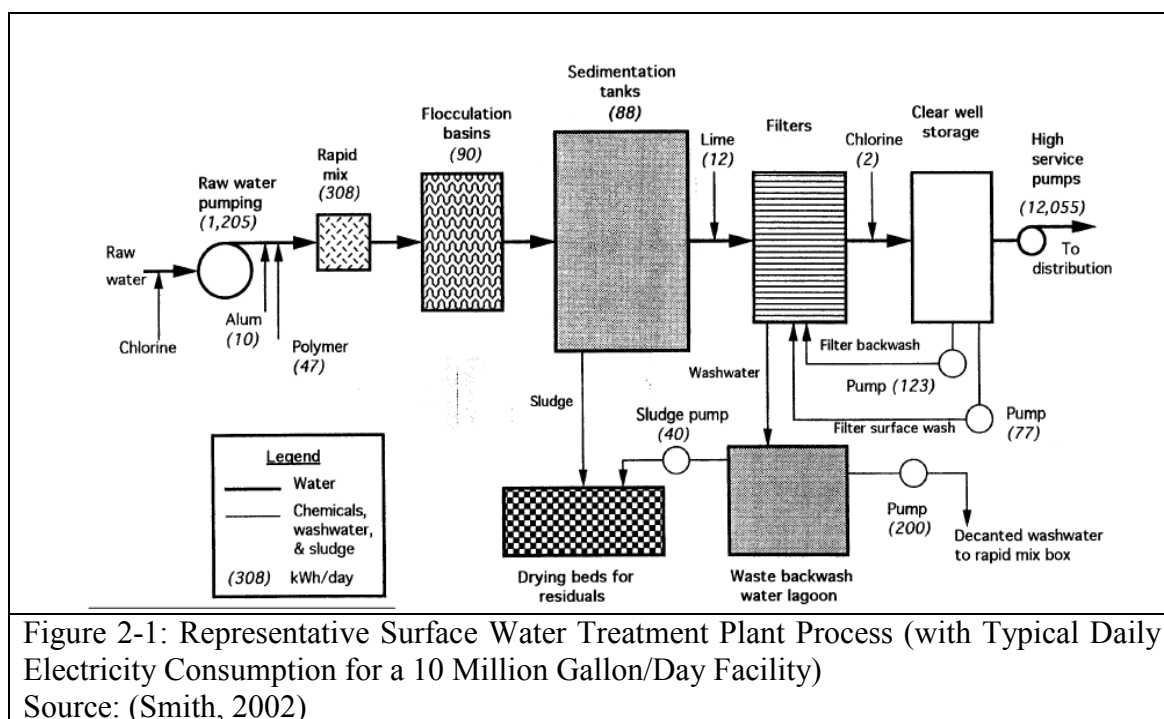 Sedimentation
tanks
(88)
Flocculation
basins
(90)
Rapid
mix
(308)
Raw water
pumping
(1,205)
Raw
water
Chlorine
Alum
(10)
Polymer
(47)
Lime
(12)
Filters
Chlorine
(2)
Clear well
storage
High
service
pumps
(12,055)
To
distribution
Filter backwash
Pump (123)
Washwater
Filter surface wash
Pump
(77)
Sludge
Sludge pump
(40)
Pump
(200)
Decanted washwater
to rapid mix box
Drying beds for
residuals
Waste backwash
water lagoon
Legend
Water
Chemicals,
washwater,
& sludge
(308) kWh/day
Figure 2-1: Representative Surface Water Treatment Plant Process (with Typical Daily
Electricity Consumption for a 10 Million Gallon/Day Facility)
Source: (Smith, 2002)